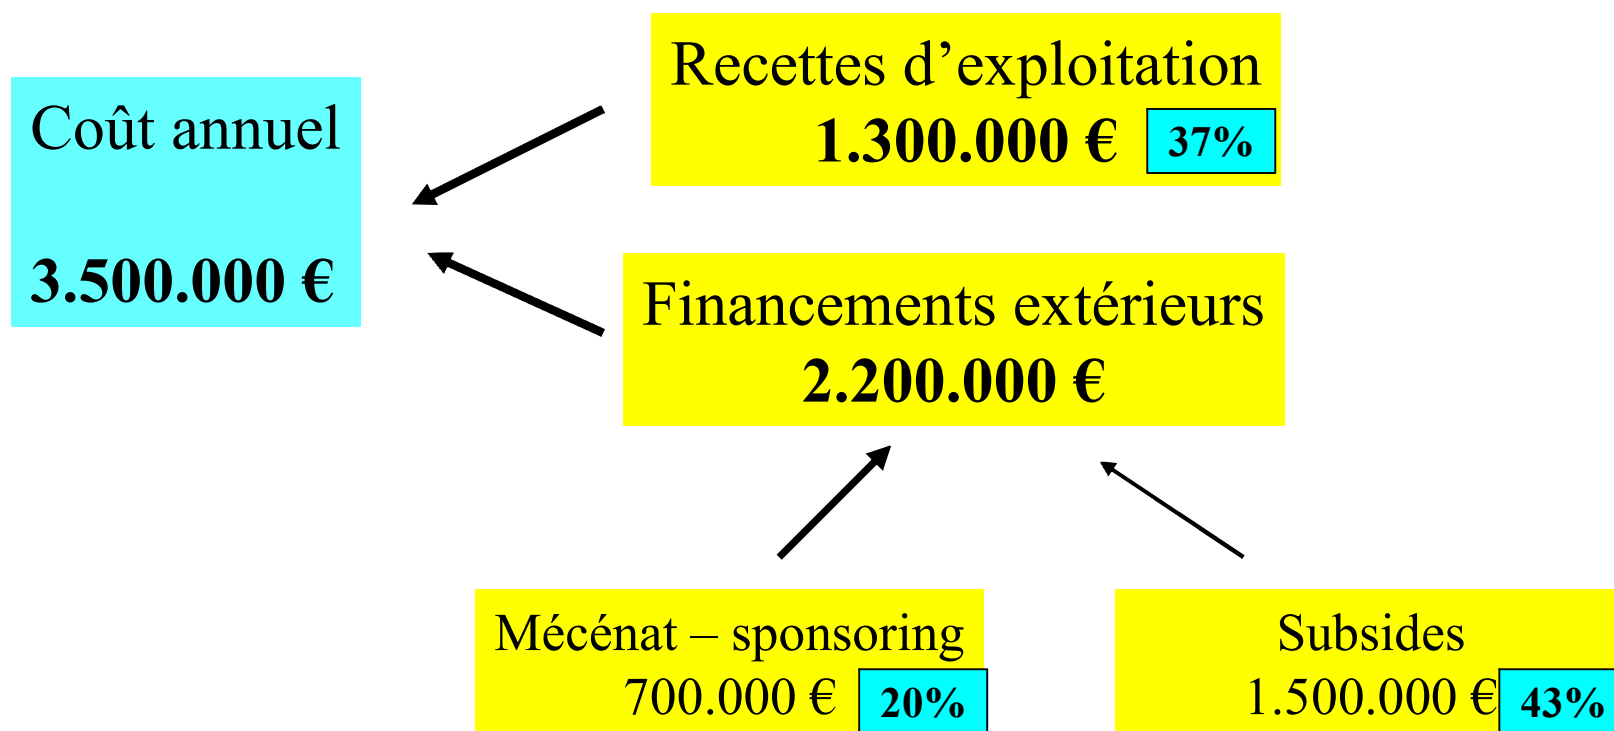 Coût annuel
3.500.000 €
Recettes d’exploitation
1.300.000 €
37%
Financements extérieurs
2.200.000 €
Mécénat – sponsoring
700.000 €
20%
Subsides
1.500.000 €
43%